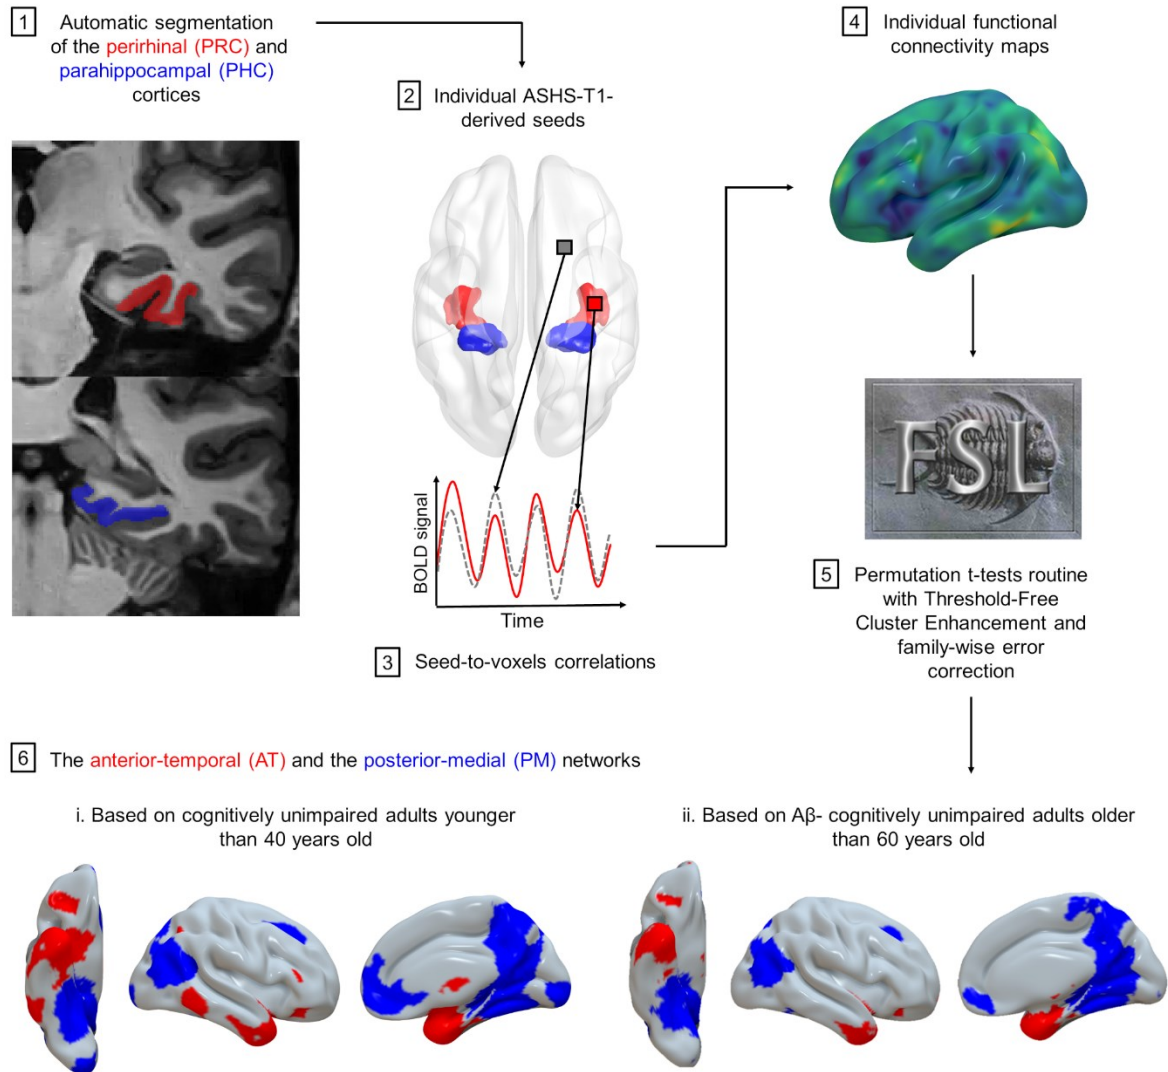 1
Automatic segmentation
of the perirhinal (PRC) and
parahippocampal (PHC)
cortices
2
Individual ASHS-T1-
derived seeds
BOLD signal
Time
3
Seed-to-voxels correlations
4
Individual functional
connectivity maps
FSL
5
Permutation t-tests routine
with Threshold-Free
Cluster Enhancement and
family-wise error
correction
6
The anterior-temporal (AT) and the posterior-medial (PM) networks
i. Based on cognitively unimpaired adults younger
than 40 years old
ii. Based on Aβ- cognitively unimpaired adults older
than 60 years old